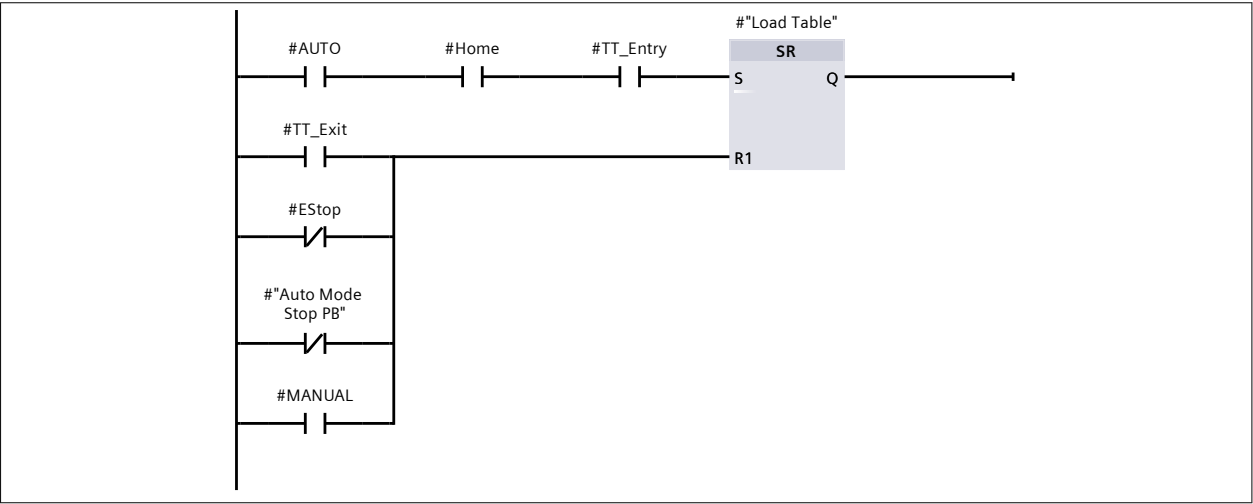 #"Load Table"
#AUTO #Home #TT_Entry SR
S Q
#TT_Exit
R1
#EStop
#"Auto Mode
Stop PB"
#MANUAL